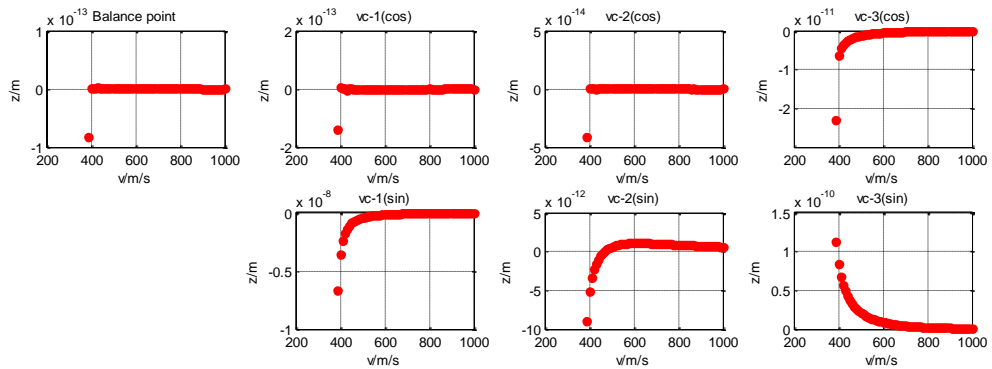 x 10^-13 Balance point
1
0
-1
z/m
200 400 600 800 1000
v/m/s
x 10^-13 vc-1(cos)
2
0
-2
z/m
200 400 600 800 1000
v/m/s
x 10^-14 vc-2(cos)
5
0
-5
z/m
200 400 600 800 1000
v/m/s
x 10^-11 vc-3(cos)
0
-1
-2
-3
z/m
200 400 600 800 1000
v/m/s
x 10^-8 vc-1(sin)
0
-0.5
-1
z/m
200 400 600 800 1000
v/m/s
x 10^-12 vc-2(sin)
5
0
-5
-10
z/m
200 400 600 800 1000
v/m/s
x 10^-10 vc-3(sin)
1.5
1
0.5
0
z/m
200 400 600 800 1000
v/m/s